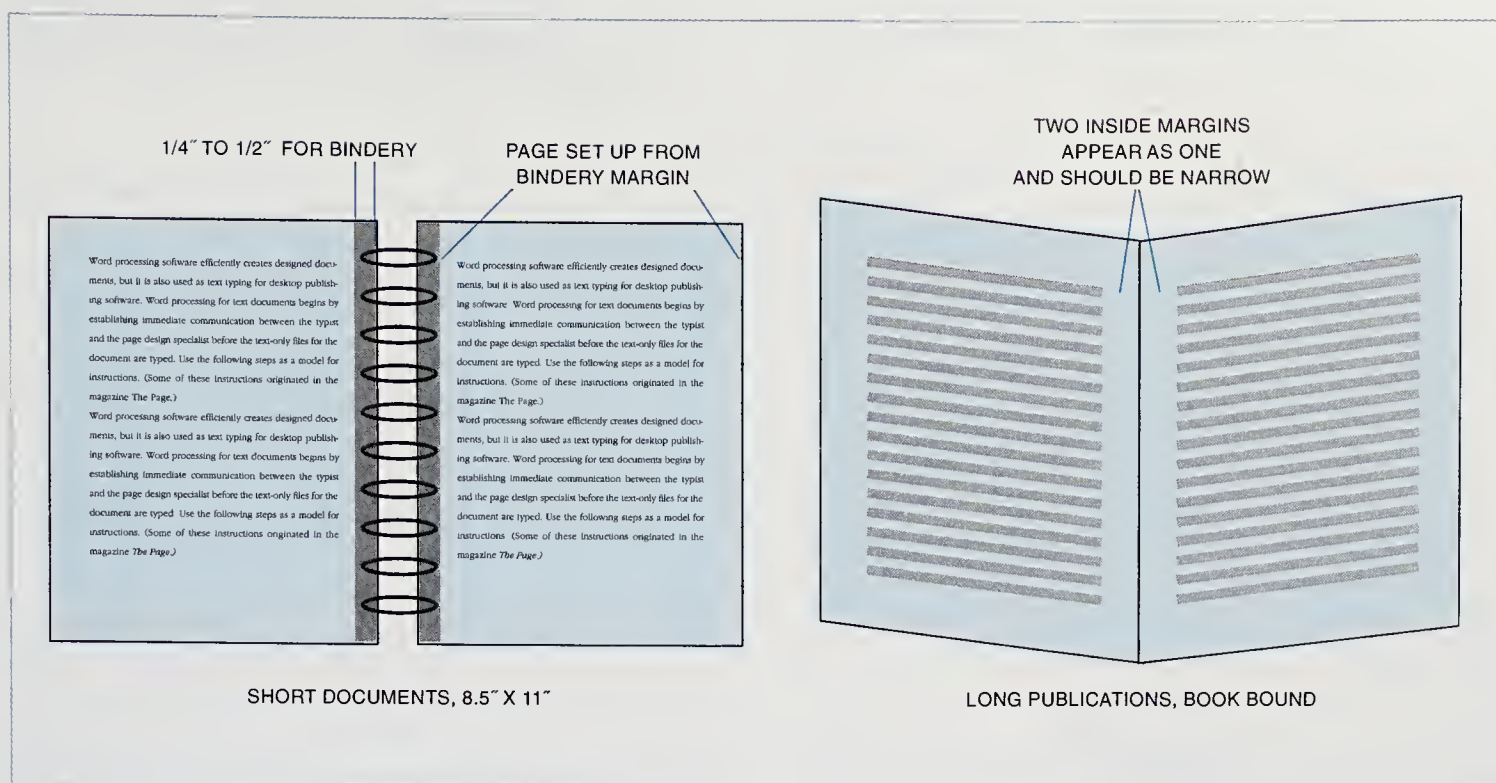 1/4″ TO 1/2″ FOR BINDERY
PAGE SET UP FROM
BINDERY MARGIN
Word processing software efficiently creates designed docu-
ments, but it is also used as text typing for desktop publish-
ing software. Word processing for text documents begins by
establishing immediate communication between the typist
and the page design specialist before the text-only files for the
document are typed. Use the following steps as a model for
instructions. (Some of these instructions originated in the
magazine The Page.)
Word processing software efficiently creates designed docu-
ments, but it is also used as text typing for desktop publish-
ing software. Word processing for text documents begins by
establishing immediate communication between the typist
and the page design specialist before the text-only files for the
document are typed Use the following steps as a model for
instructions. (Some of these instructions originated in the
magazine The Page.)
Word processing software efficiently creates designed docu-
ments, but it is also used as text typing for desktop publish-
ing software Word processing for text documents begins by
establishing immediate communication between the typist
and the page design specialist before the text-only files for the
document are typed. Use the following steps as a model for
instructions. (Some of these instructions originated in the
magazine The Page.)
Word processing software efficiently creates designed docu-
ments, but it is also used as text typing for desktop publish-
ing software. Word processing for text documents begins by
establishing immediate communication between the typist
and the page design specialist before the text-only files for the
document are typed. Use the following steps as a model for
instructions (Some of these instructions originated in the
magazine The Page.)
SHORT DOCUMENTS, 8.5″ X 11″
TWO INSIDE MARGINS
APPEAR AS ONE
AND SHOULD BE NARROW
LONG PUBLICATIONS, BOOK BOUND